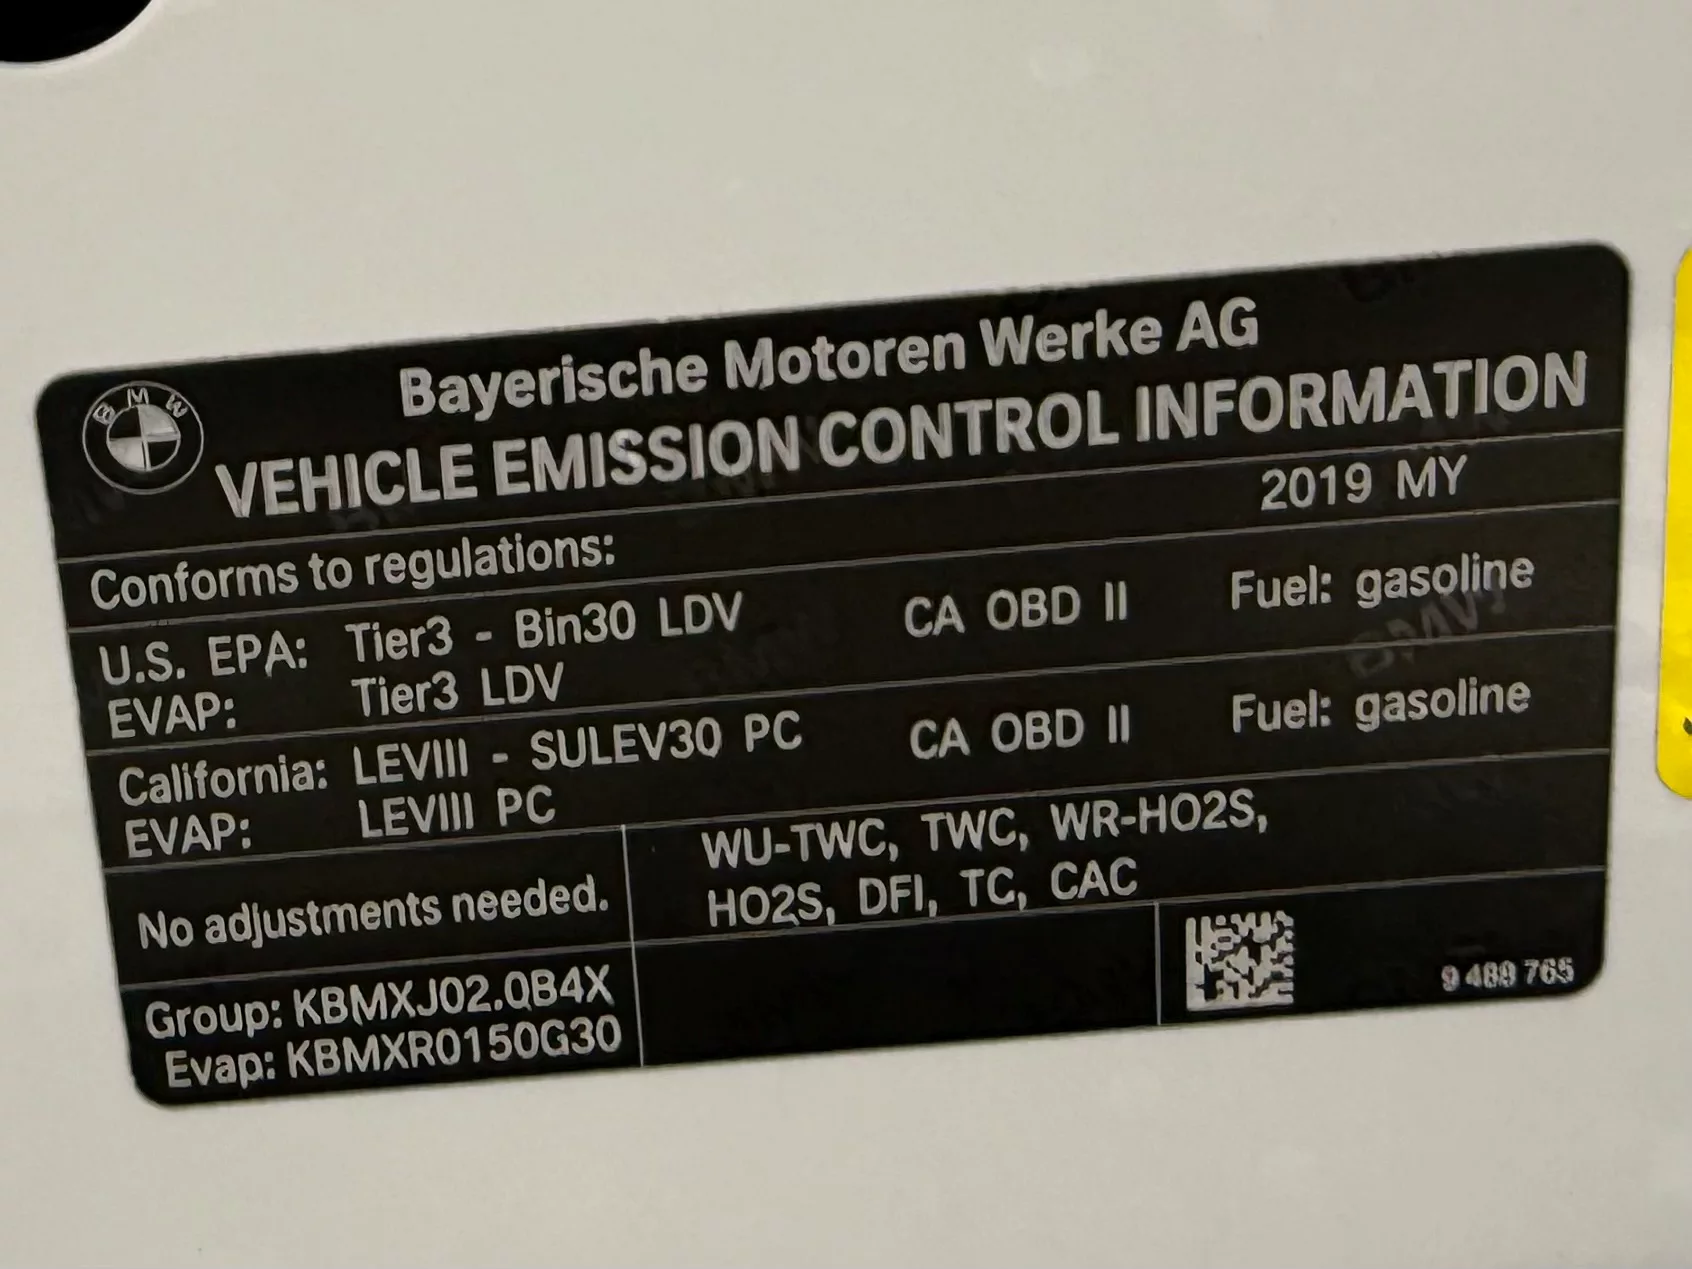 BMW
Bayerische Motoren Werke AG
VEHICLE EMISSION CONTROL INFORMATION
2019 MY
Conforms to regulations:
U.S. EPA: Tier3 - Bin30 LDV CA OBD II Fuel: gasoline
EVAP: Tier3 LDV
California: LEVIII - SULEV30 PC CA OBD II Fuel: gasoline
EVAP: LEVIII PC
No adjustments needed.
WU-TWC, TWC, WR-HO2S,
HO2S, DFI, TC, CAC
Group: KBMXJ02.0B4X
Evap: KBMXR0150G30
9 489 765